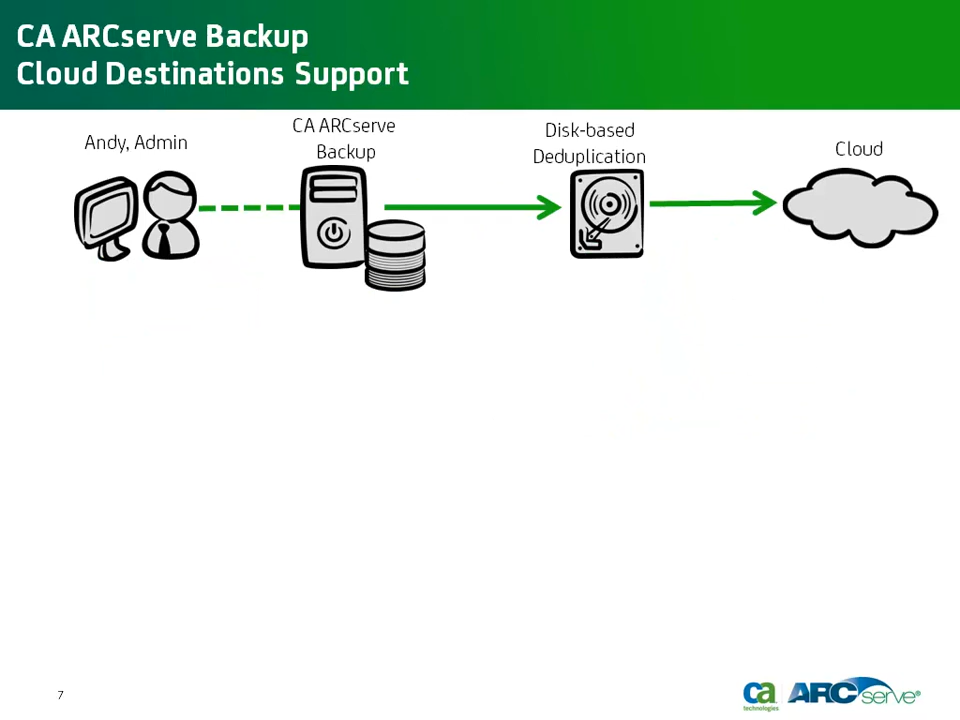 CA ARCserve Backup
Cloud Destinations Support
Andy, Admin
CA ARCserve
Backup
Disk-based
Deduplication
Cloud
7
ca
technologies
ARCserve®